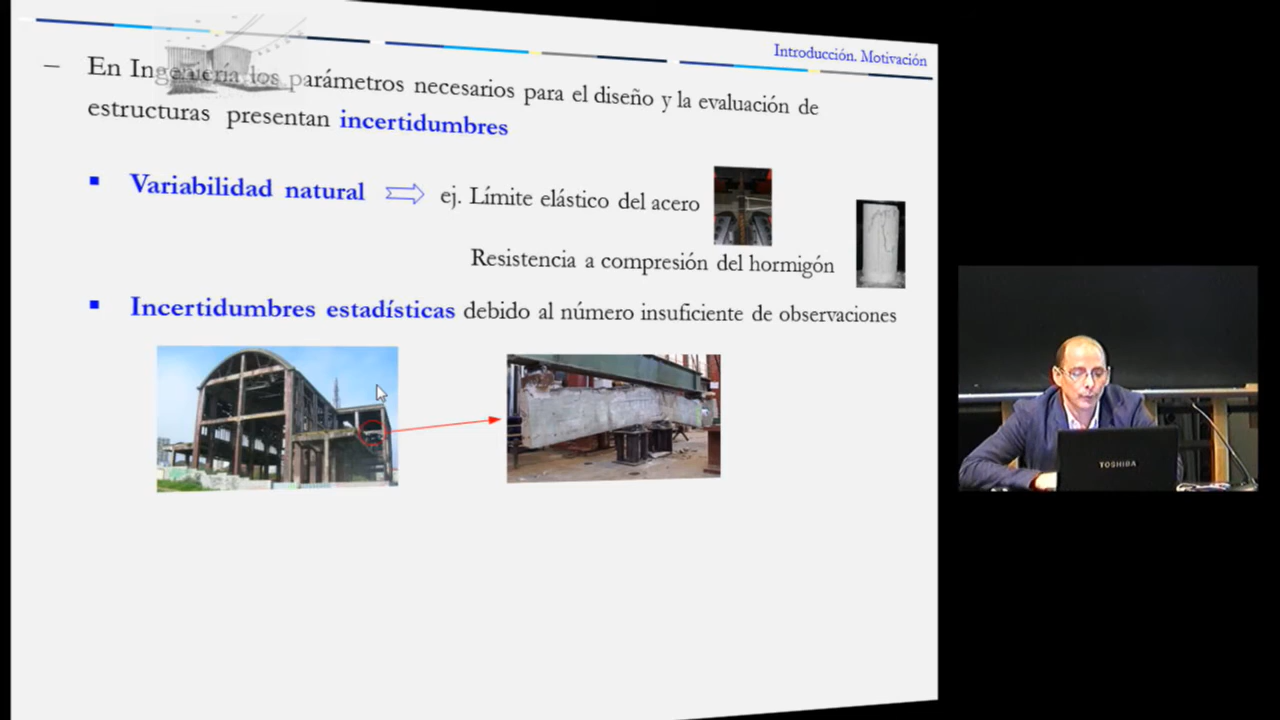 Introducción. Motivación
– En Ingeniería los parámetros necesarios para el diseño y la evaluación de
estructuras presentan incertidumbres
▪ Variabilidad natural ⇨ ej. Límite elástico del acero
Resistencia a compresión del hormigón
▪ Incertidumbres estadísticas debido al número insuficiente de observaciones
TOSHIBA